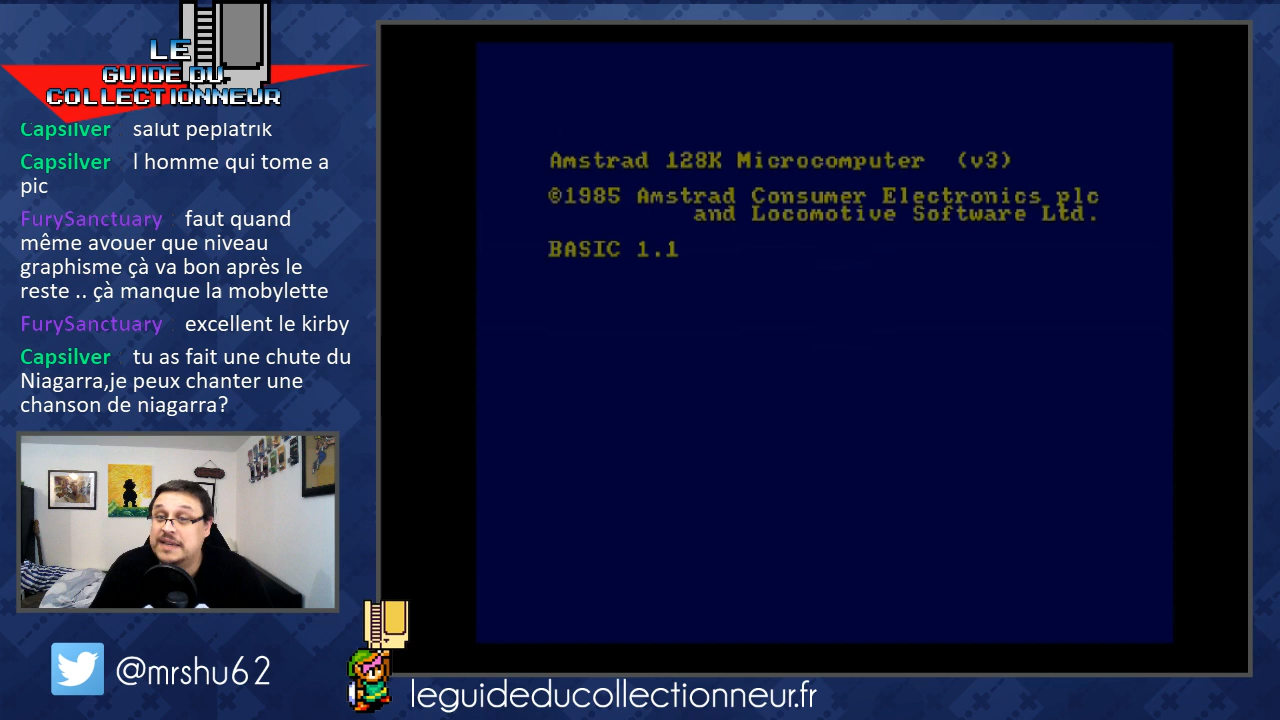 LE
GUIDE DU
COLLECTIONNEUR
Capsilver salut peplatrik
Capsilver l homme qui tome a
pic
FurySanctuary faut quand
même avouer que niveau
graphisme çà va bon après le
reste .. çà manque la mobylette
FurySanctuary excellent le kirby
Capsilver tu as fait une chute du
Niagarra,je peux chanter une
chanson de niagarra?
@mrshu62
Amstrad 128K Microcomputer (v3)
©1985 Amstrad Consumer Electronics plc
and Locomotive Software Ltd.
BASIC 1.1
leguideducollectionneur.fr